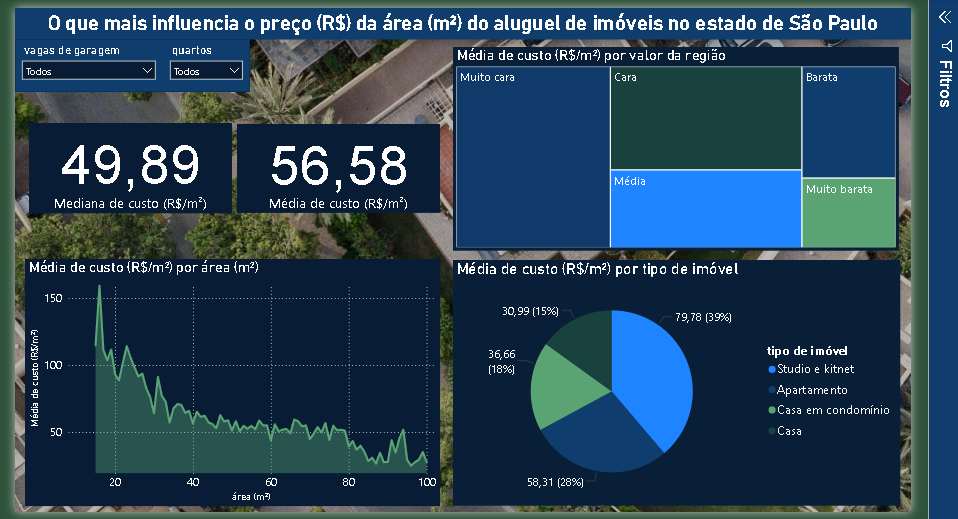 O que mais influencia o preço (R$) da área (m²) do aluguel de imóveis no estado de São Paulo
vagas de garagem
Todos
quartos
Todos
49,89
Mediana de custo (R$/m²)
56,58
Média de custo (R$/m²)
Média de custo (R$/m²) por valor da região
Muito cara
Cara
Média
Barata
Muito barata
Média de custo (R$/m²) por área (m²)
Média de custo (R$/m²)
150
100
50
20
40
60
80
100
área (m²)
Média de custo (R$/m²) por tipo de imóvel
30,99 (15%)
79,78 (39%)
36,66
(18%)
58,31 (28%)
tipo de imóvel
Studio e kitnet
Apartamento
Casa em condomínio
Casa
Filtros